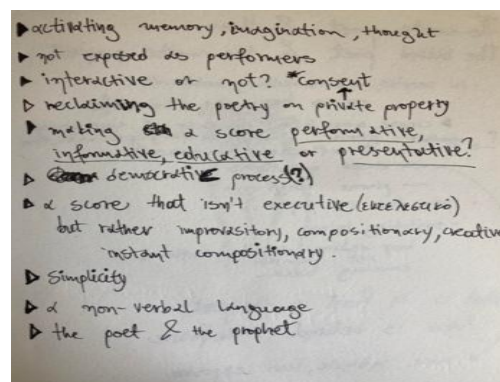 ▶ activating memory, imagination, thought
▶ not exposed as performers
▶ interactive or not? *consent
▷ reclaiming the poetry on private property
▶ making a score performative,
informative, educative or presentative?
▷ democratic process(?)
▷ a score that isn't executive (εκτελεστικό)
but rather improvisatory, compositionary, creative
instant compositionary.
▷ Simplicity
▷ a non-verbal language
▷ the poet & the prophet